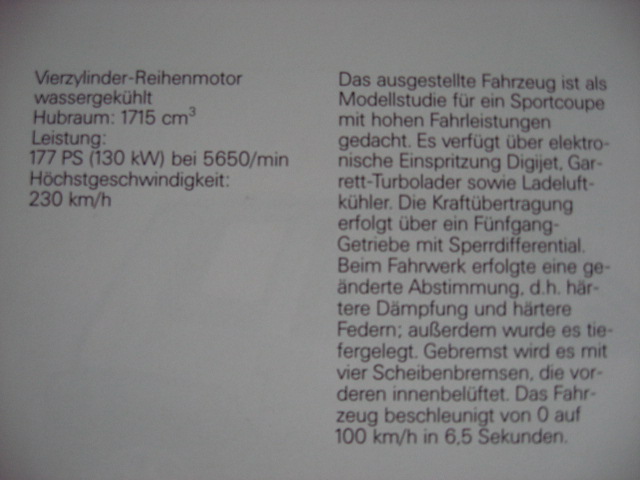 Vierzylinder-Reihenmotor
wassergekühlt
Hubraum: 1715 cm³
Leistung:
177 PS (130 kW) bei 5650/min
Höchstgeschwindigkeit:
230 km/h
Das ausgestellte Fahrzeug ist als
Modellstudie für ein Sportcoupe
mit hohen Fahrleistungen
gedacht. Es verfügt über elektro-
nische Einspritzung Digijet, Gar-
rett-Turbolader sowie Ladeluft-
kühler. Die Kraftübertragung
erfolgt über ein Fünfgang-
Getriebe mit Sperrdifferential.
Beim Fahrwerk erfolgte eine ge-
änderte Abstimmung, d.h. här-
tere Dämpfung und härtere
Federn; außerdem wurde es tie-
fergelegt. Gebremst wird es mit
vier Scheibenbremsen, die vor-
deren innenbelüftet. Das Fahr-
zeug beschleunigt von 0 auf
100 km/h in 6,5 Sekunden.